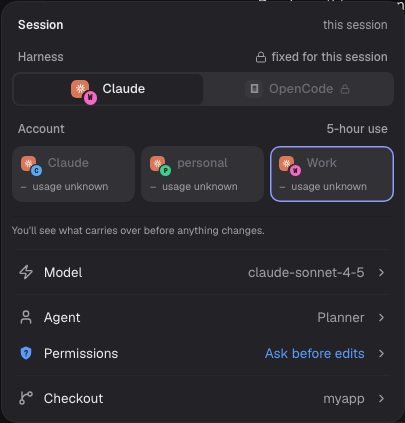 Session this session
Harness fixed for this session
W Claude OpenCode
Account 5-hour use
C Claude P personal W Work
– usage unknown – usage unknown – usage unknown
You'll see what carries over before anything changes.
Model claude-sonnet-4-5
Agent Planner
? Permissions Ask before edits
Checkout myapp